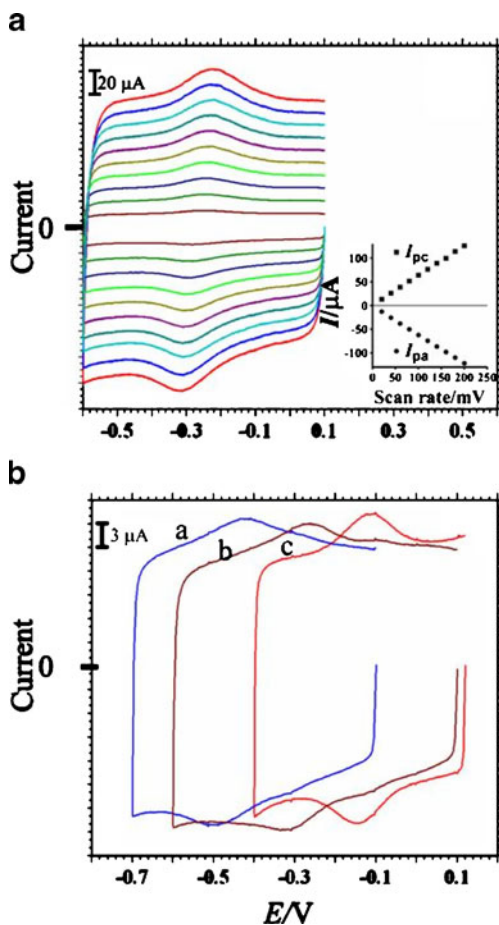 a
20 μA
Current
0
-0.5 -0.3 -0.1 0.1 0.3 0.5
I/μA
100
50
0
-50
-100
Ipc
Ipa
0 50 100 150 200 250
Scan rate/mV
b
3 μA
a
b
c
Current
0
-0.7 -0.5 -0.3 -0.1 0.1
E/V